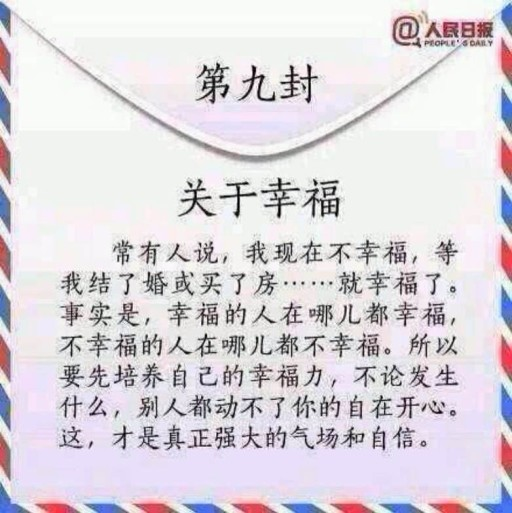 @人民日报
PEOPLE'S DAILY
第九封
关于幸福
常有人说，我现在不幸福，等
我结了婚或买了房……就幸福了。
事实是，幸福的人在哪儿都幸福，
不幸福的人在哪儿都不幸福。所以
要先培养自己的幸福力，不论发生
什么，别人都动不了你的自在开心。
这，才是真正强大的气场和自信。